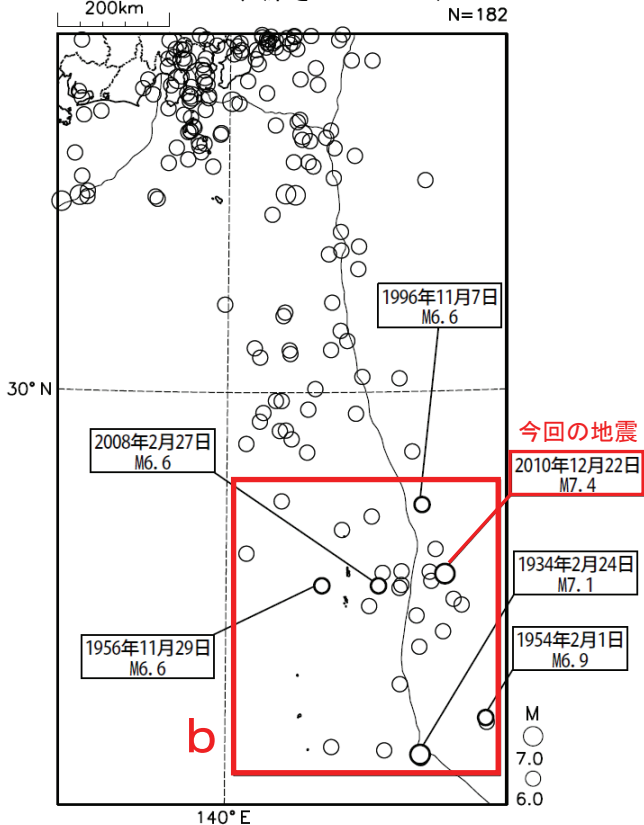 200km
N=182
1996年11月7日
M6.6
30°N
今回の地震
2008年2月27日
M6.6
2010年12月22日
M7.4
1934年2月24日
M7.1
1956年11月29日
M6.6
1954年2月1日
M6.9
b
M
7.0
6.0
140°E